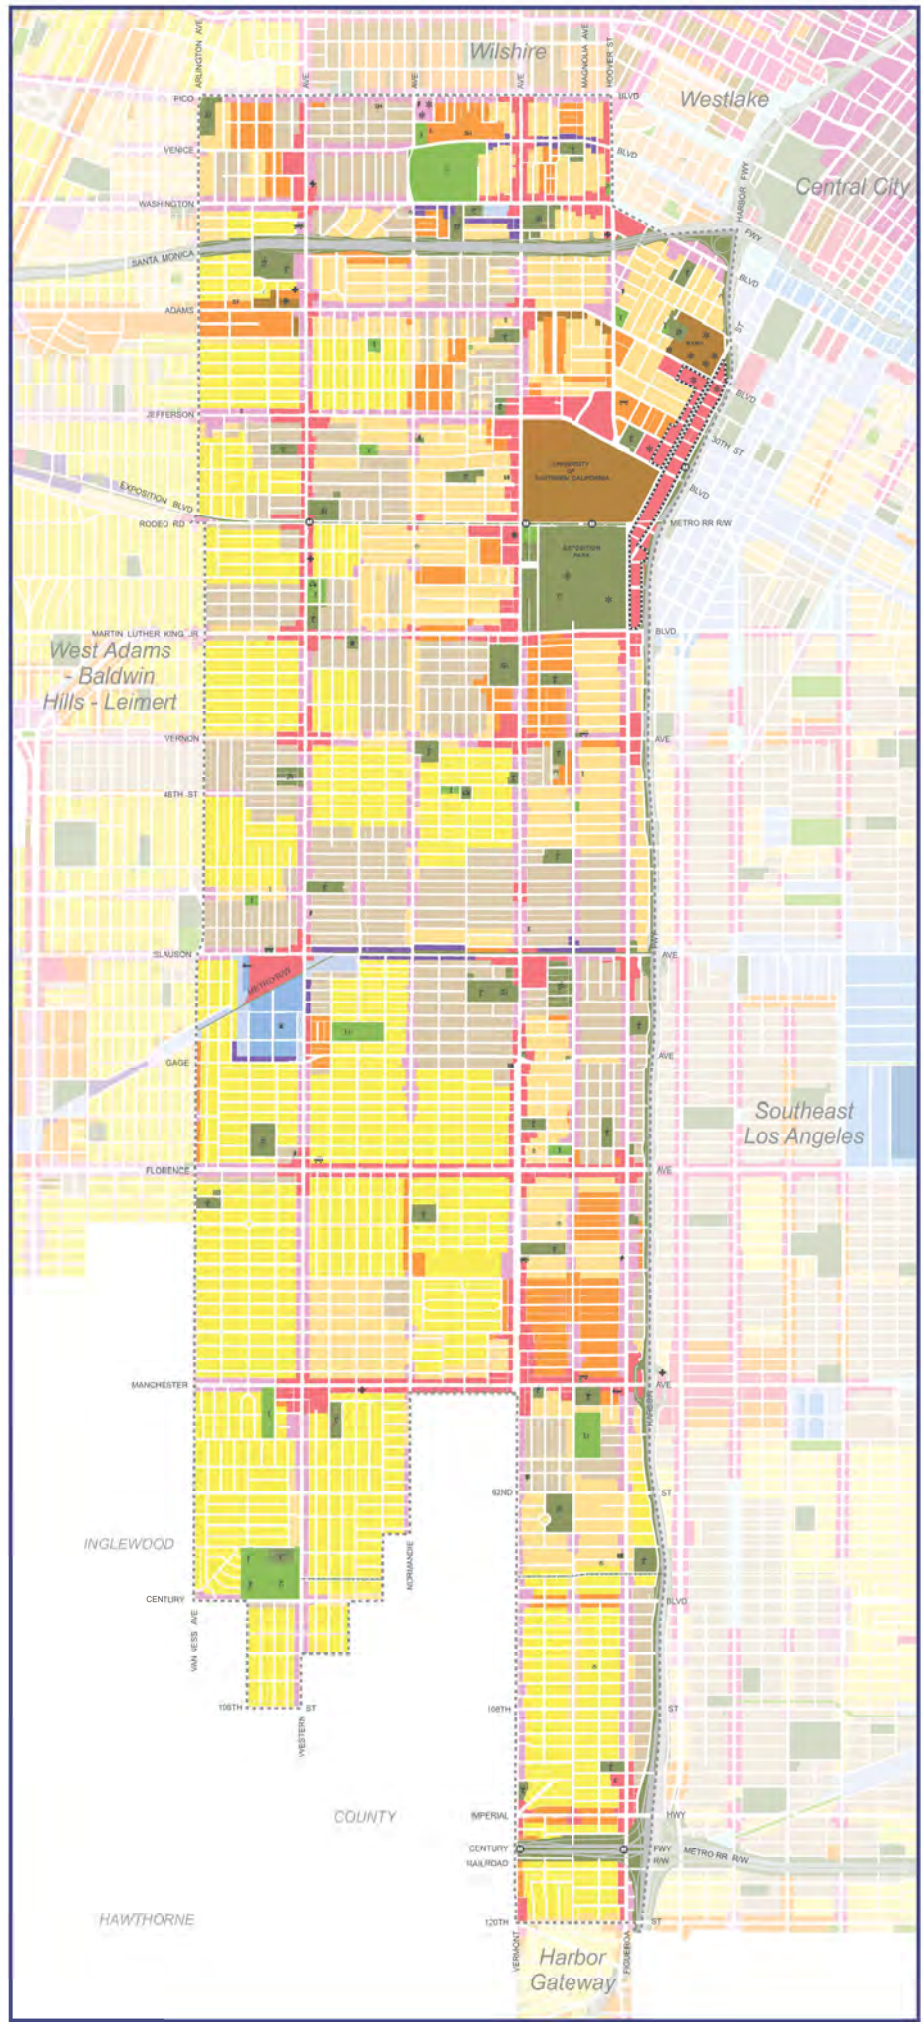 Wilshire
ARLINGTON AVE
AVE
AVE
AVE
MAGNOLIA AVE
HOOVER ST
PICO
BLVD
Westlake
VENICE
BLVD
Central City
WASHINGTON
HARBOR FWY
FWY
SANTA MONICA
BLVD
ADAMS
ST
JEFFERSON
BLVD
30TH ST
UNIVERSITY
OF
SOUTHERN CALIFORNIA
EXPOSITION BLVD
BLVD
RODEO RD
METRO RR R/W
EXPOSITION
PARK
MARTIN LUTHER KING JR
BLVD
West Adams
- Baldwin
Hills - Leimert
VERNON
AVE
48TH ST
SLAUSON
FWY
AVE
METRO R/W
GAGE
AVE
Southeast
Los Angeles
FLORENCE
AVE
MANCHESTER
AVE
HARBOR
92ND
ST
INGLEWOOD
NORMANDIE
CENTURY
BLVD
VAN NESS AVE
108TH
ST
108TH
ST
WESTERN
COUNTY
IMPERIAL
HWY
CENTURY
FWY
METRO RR R/W
RAILROAD
R/W
HAWTHORNE
120TH
ST
VERMONT
FIGUEROA
Harbor
Gateway